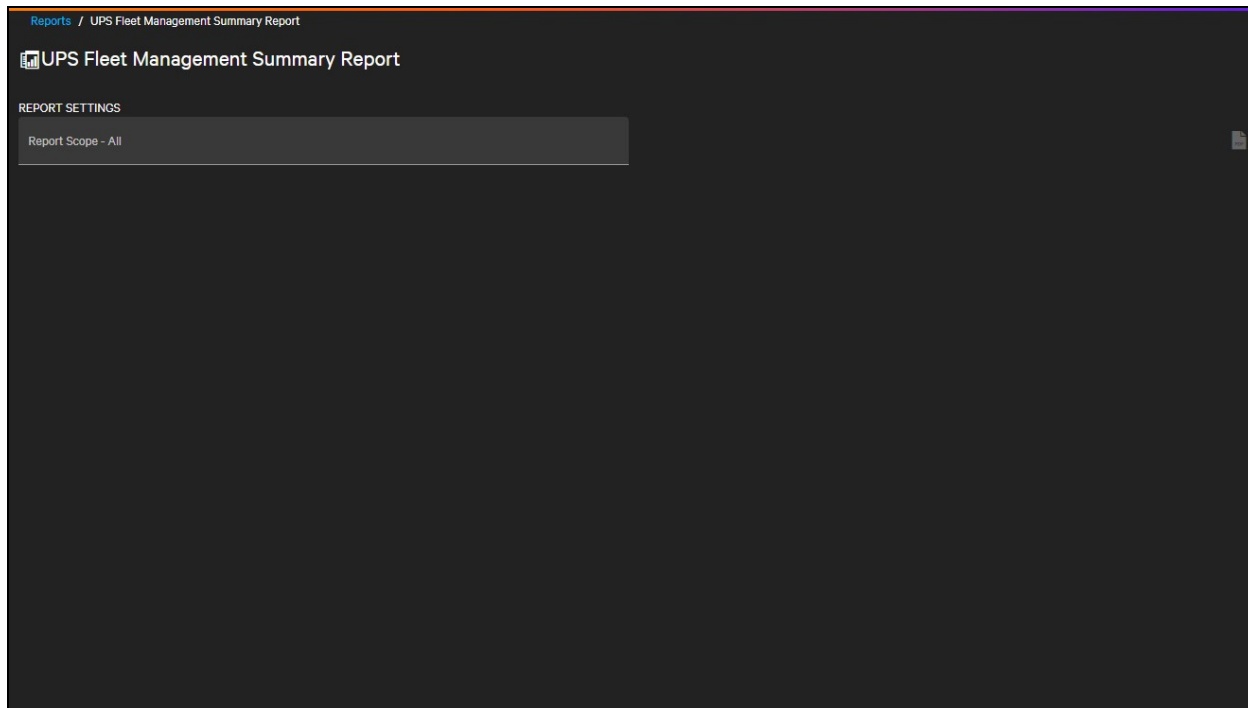 Reports / UPS Fleet Management Summary Report
UPS Fleet Management Summary Report
REPORT SETTINGS
Report Scope - All